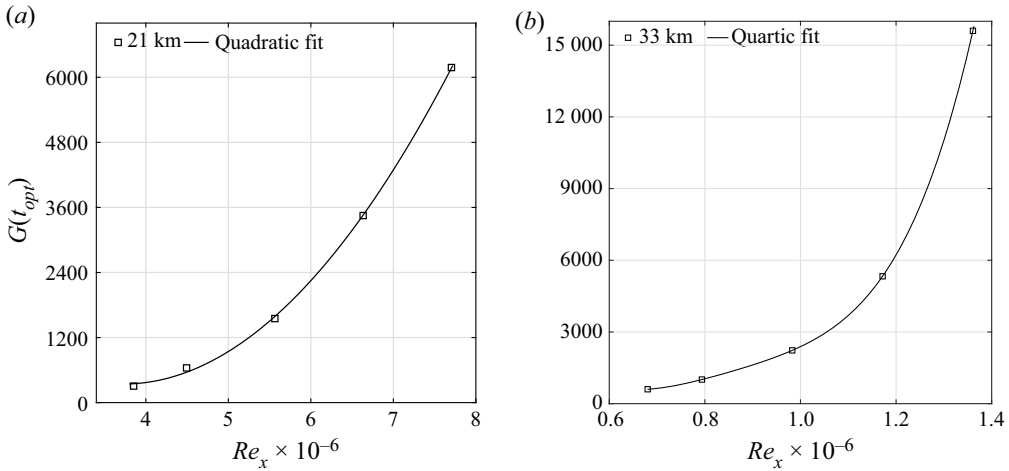 (a)
21 km
Quadratic fit
6000
4800
3600
2400
1200
0
G(t_opt)
4 5 6 7 8
Re_x × 10^–6
(b)
33 km
Quartic fit
15 000
12 000
9000
6000
3000
0
0.6 0.8 1.0 1.2 1.4
Re_x × 10^–6